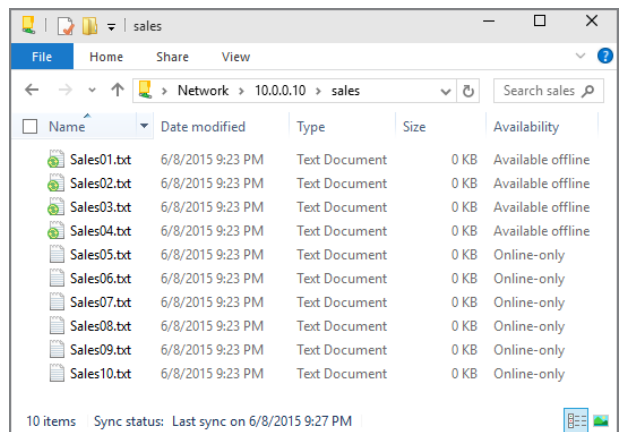 sales
File Home Share View
Network > 10.0.0.10 > sales Search sales
Name Date modified Type Size Availability
Sales01.txt 6/8/2015 9:23 PM Text Document 0 KB Available offline
Sales02.txt 6/8/2015 9:23 PM Text Document 0 KB Available offline
Sales03.txt 6/8/2015 9:23 PM Text Document 0 KB Available offline
Sales04.txt 6/8/2015 9:23 PM Text Document 0 KB Available offline
Sales05.txt 6/8/2015 9:23 PM Text Document 0 KB Online-only
Sales06.txt 6/8/2015 9:23 PM Text Document 0 KB Online-only
Sales07.txt 6/8/2015 9:23 PM Text Document 0 KB Online-only
Sales08.txt 6/8/2015 9:23 PM Text Document 0 KB Online-only
Sales09.txt 6/8/2015 9:23 PM Text Document 0 KB Online-only
Sales10.txt 6/8/2015 9:23 PM Text Document 0 KB Online-only
10 items Sync status: Last sync on 6/8/2015 9:27 PM